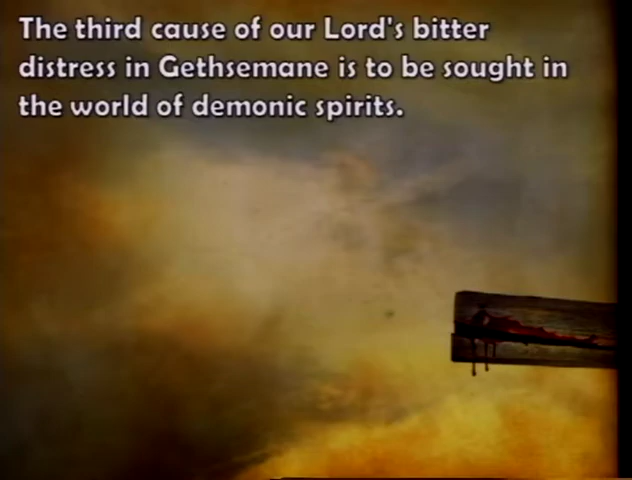 The third cause of our Lord's bitter
distress in Gethsemane is to be sought in
the world of demonic spirits.